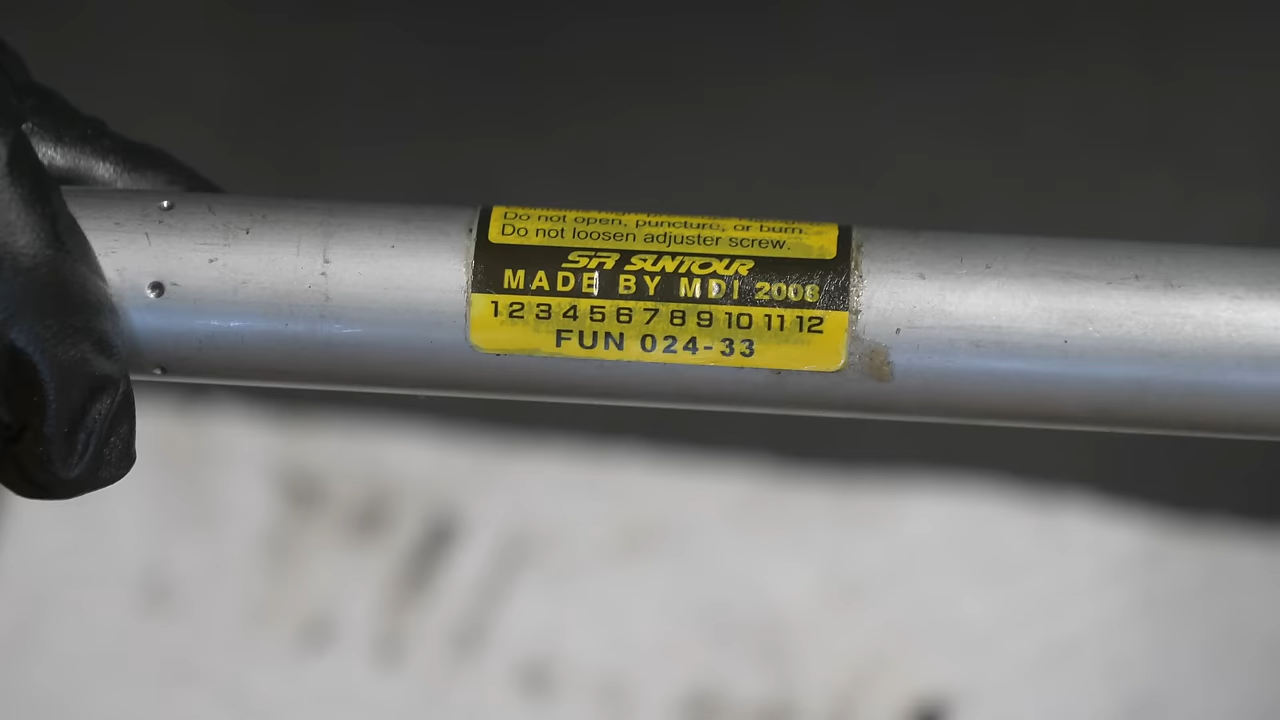 Do not open, puncture, or burn.
Do not loosen adjuster screw.
SR SUNTOUR
MADE BY MDI 2008
1 2 3 4 5 6 7 8 9 10 11 12
FUN 024-33